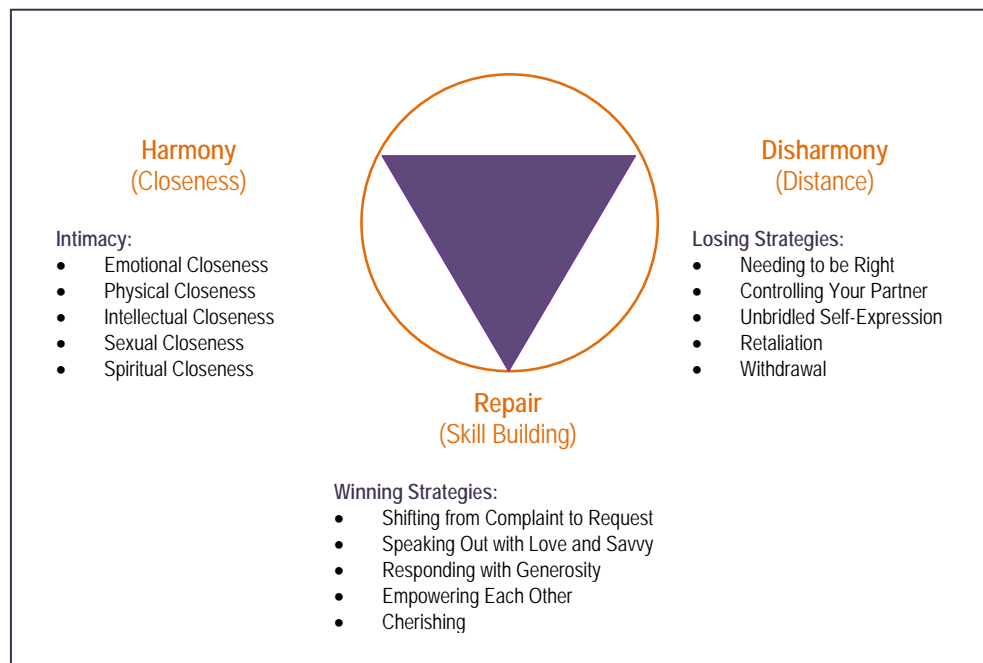 Harmony
(Closeness)
Intimacy:
• Emotional Closeness
• Physical Closeness
• Intellectual Closeness
• Sexual Closeness
• Spiritual Closeness
Disharmony
(Distance)
Losing Strategies:
• Needing to be Right
• Controlling Your Partner
• Unbridled Self-Expression
• Retaliation
• Withdrawal
Repair
(Skill Building)
Winning Strategies:
• Shifting from Complaint to Request
• Speaking Out with Love and Savvy
• Responding with Generosity
• Empowering Each Other
• Cherishing